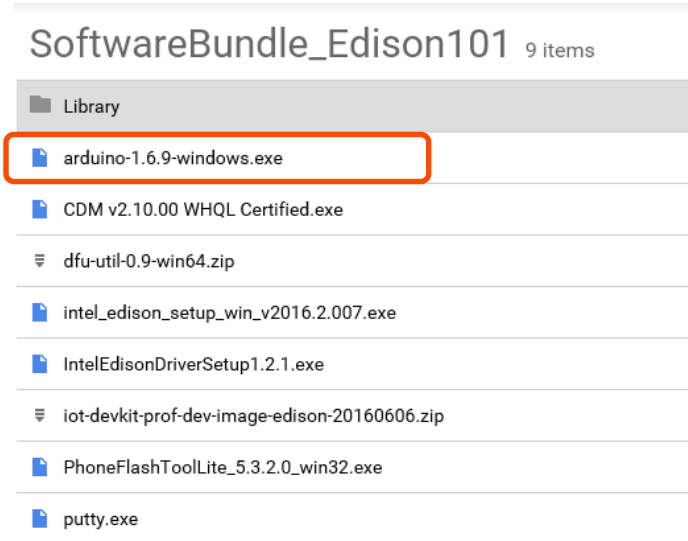 SoftwareBundle_Edison101 9 items
Library
arduino-1.6.9-windows.exe
CDM v2.10.00 WHQL Certified.exe
dfu-util-0.9-win64.zip
intel_edison_setup_win_v2016.2.007.exe
IntelEdisonDriverSetup1.2.1.exe
iot-devkit-prof-dev-image-edison-20160606.zip
PhoneFlashToolLite_5.3.2.0_win32.exe
putty.exe